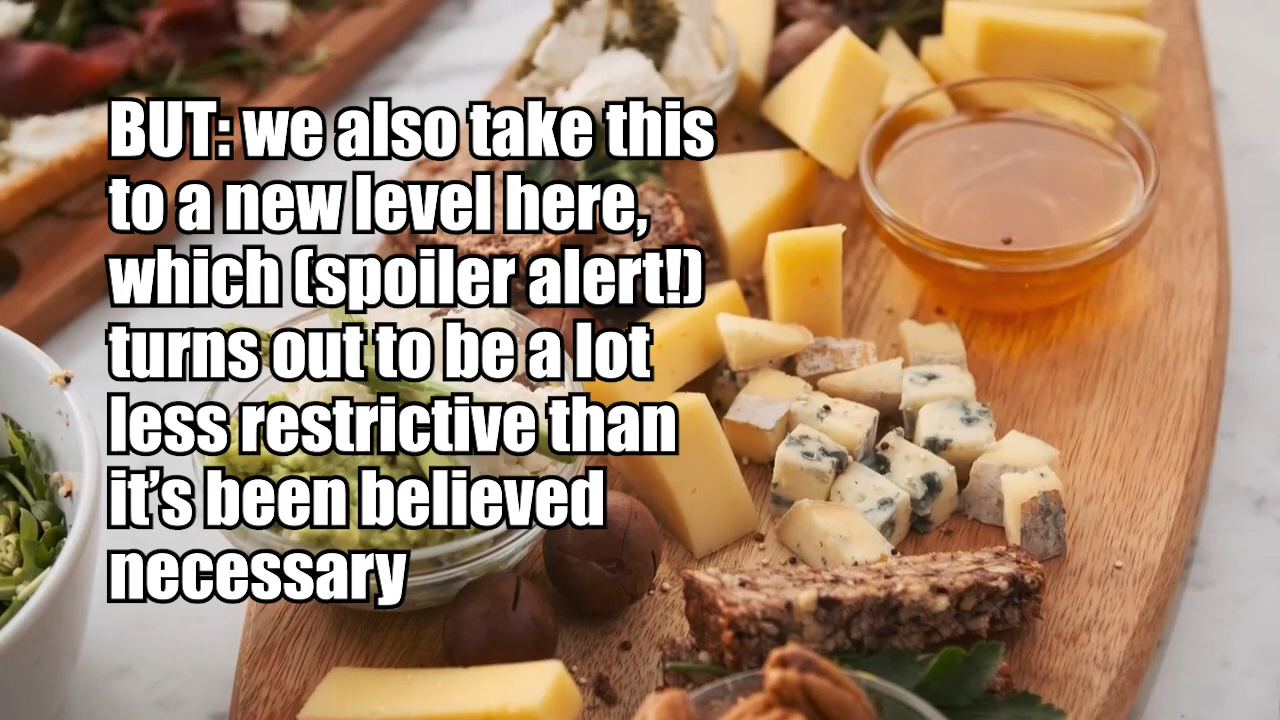 BUT: we also take this
to a new level here,
which (spoiler alert!)
turns out to be a lot
less restrictive than
it’s been believed
necessary